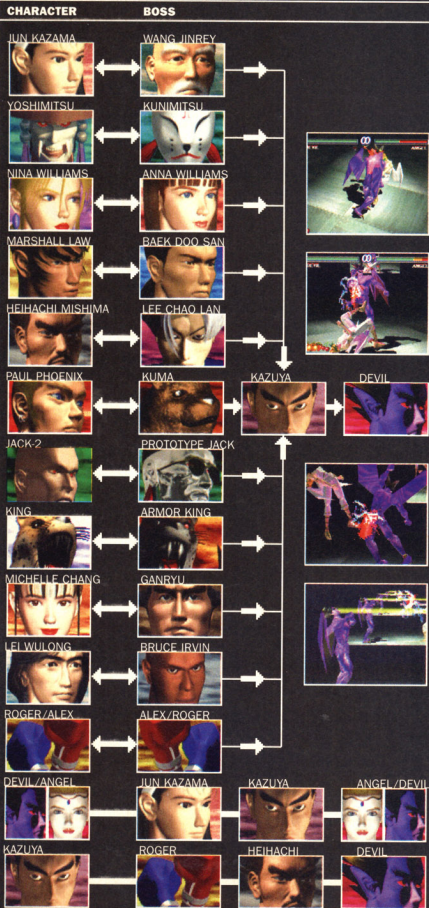 CHARACTER BOSS
JUN KAZAMA WANG JINREY
YOSHIMITSU KUNIMITSU
NINA WILLIAMS ANNA WILLIAMS
MARSHALL LAW BAEK DOO SAN
HEIHACHI MISHIMA LEE CHAO LAN
PAUL PHOENIX KUMA KAZUYA DEVIL
JACK-2 PROTOTYPE JACK
KING ARMOR KING
MICHELLE CHANG GANRYU
LEI WULONG BRUCE IRVIN
ROGER/ALEX ALEX/ROGER
DEVIL/ANGEL JUN KAZAMA KAZUYA ANGEL/DEVIL
KAZUYA ROGER HEIHACHI DEVIL